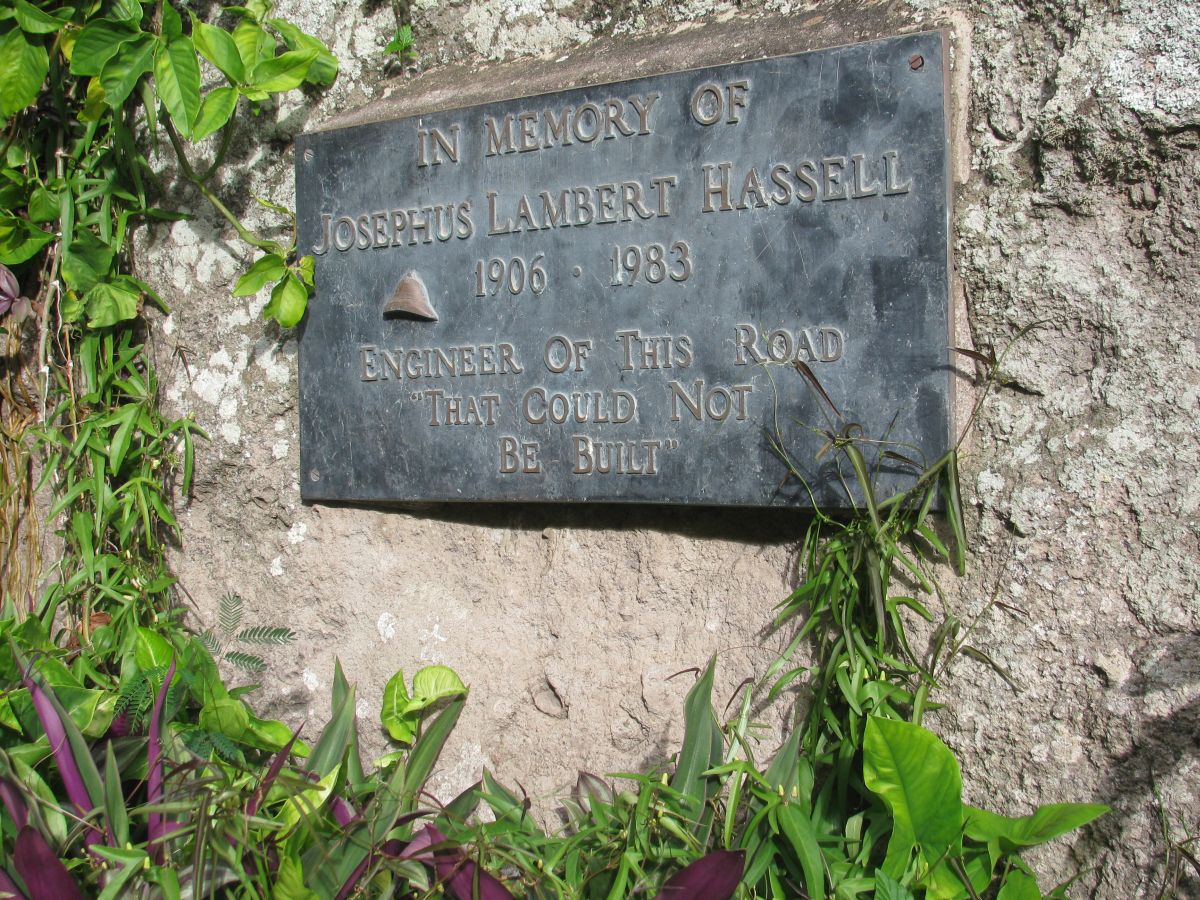 In Memory Of
Josephus Lambert Hassell
1906 · 1983
Engineer Of This Road
"That Could Not
Be Built"